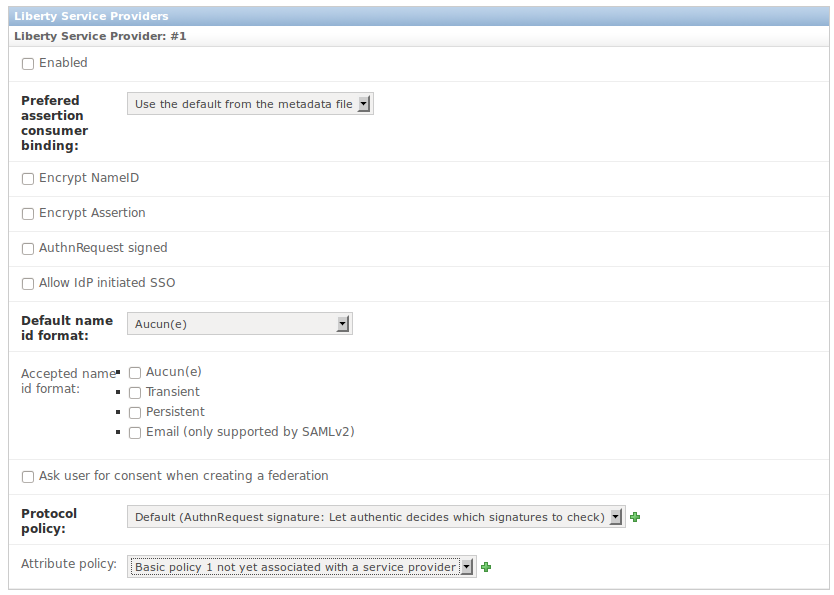 Liberty Service Providers
Liberty Service Provider: #1
Enabled
Prefered
assertion
consumer
binding:
Use the default from the metadata file
Encrypt NameID
Encrypt Assertion
AuthnRequest signed
Allow IdP initiated SSO
Default name
id format:
Aucun(e)
Accepted name
id format:
Aucun(e)
Transient
Persistent
Email (only supported by SAMLv2)
Ask user for consent when creating a federation
Protocol
policy:
Default (AuthnRequest signature: Let authentic decides which signatures to check)
Attribute policy:
Basic policy 1 not yet associated with a service provider